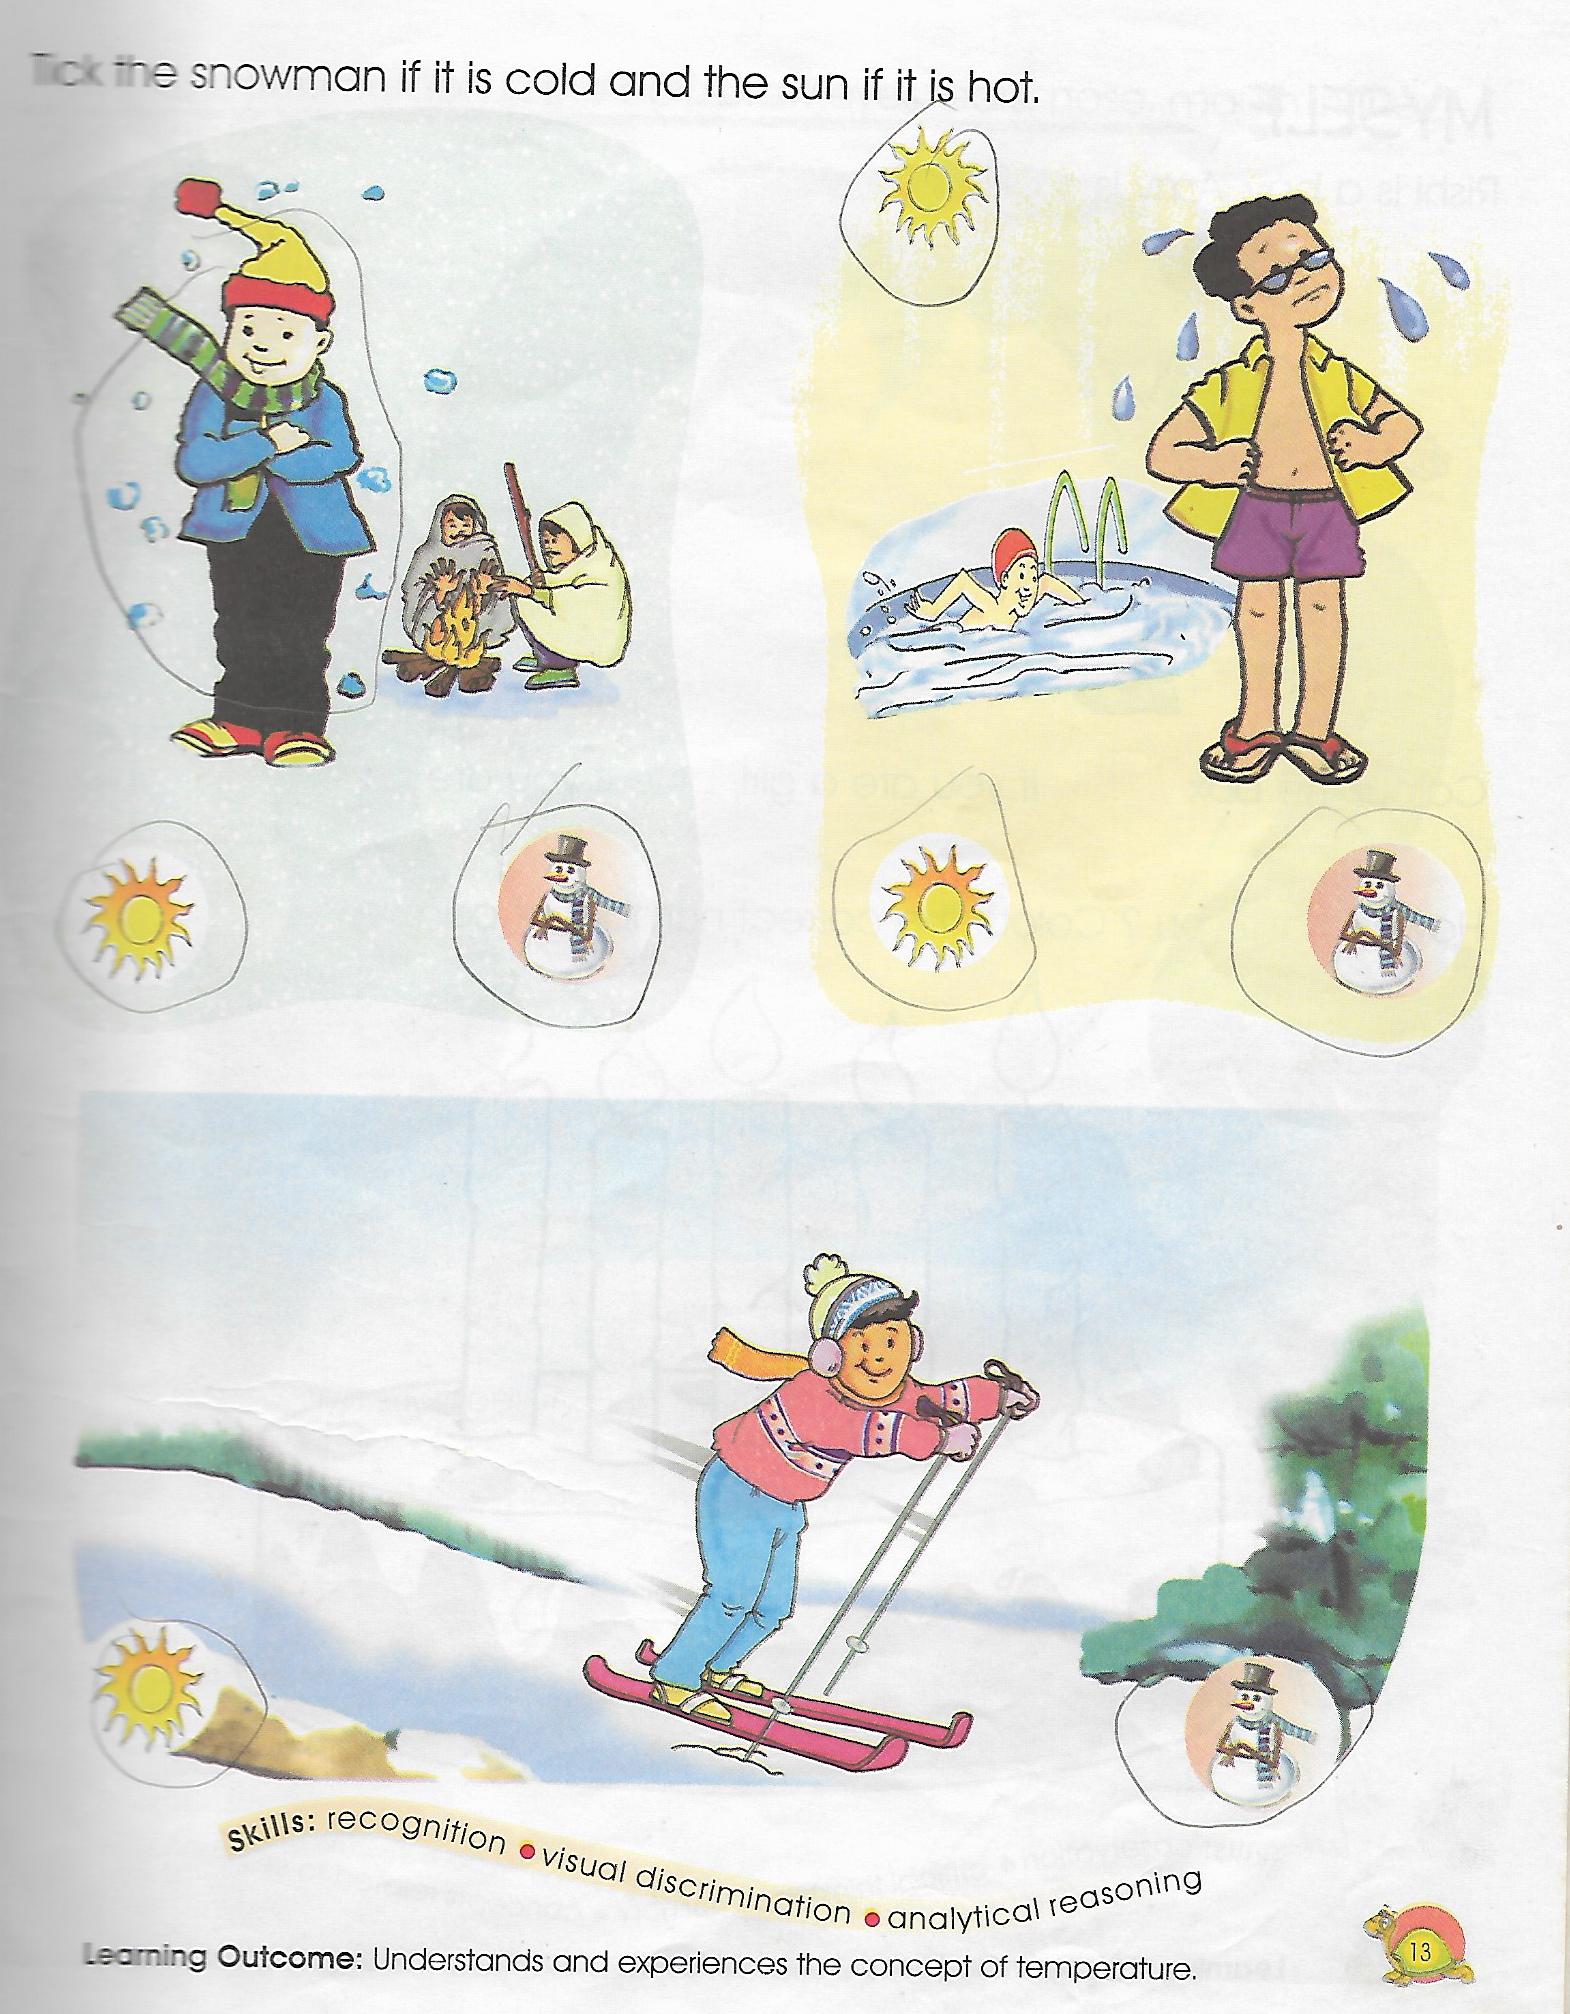 Tick the snowman if it is cold and the sun if it is hot.
Skills: recognition • visual discrimination • analytical reasoning
Learning Outcome: Understands and experiences the concept of temperature.
13